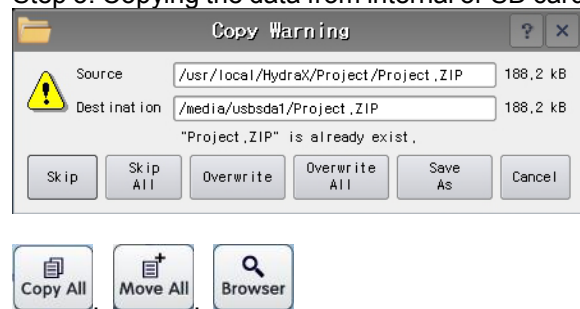 Step 3. Copying the data from internal or SD card
Copy Warning ? ×
Source /usr/local/HydraX/Project/Project.ZIP 188.2 kB
Destination /media/usbsda1/Project.ZIP 188.2 kB
"Project.ZIP" is already exist.
Skip Skip All Overwrite Overwrite All Save As Cancel
Copy All , Move All , Browser